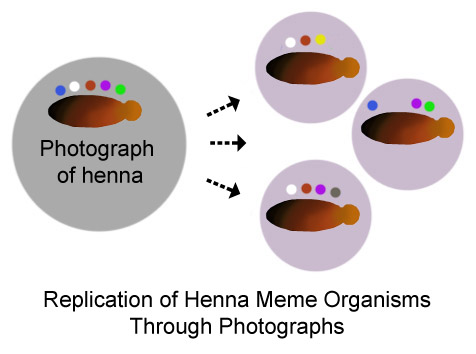 Photograph
of henna
Replication of Henna Meme Organisms
Through Photographs